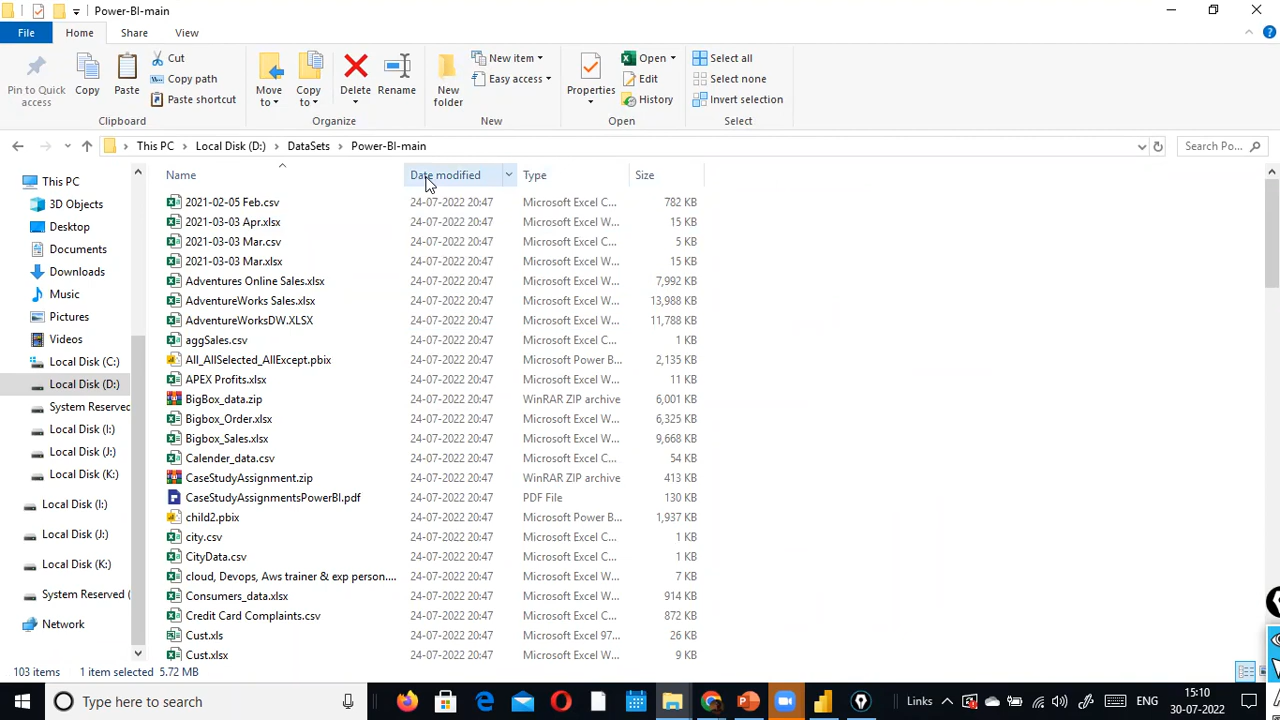 Power-BI-main
File
Home
Share
View
Pin to Quick access
Copy
Paste
Cut
Copy path
Paste shortcut
Clipboard
Move to
Copy to
Delete
Rename
Organize
New folder
New item
Easy access
New
Properties
Open
Edit
History
Open
Select all
Select none
Invert selection
Select
This PC > Local Disk (D:) > DataSets > Power-BI-main
Search Po...
This PC
3D Objects
Desktop
Documents
Downloads
Music
Pictures
Videos
Local Disk (C:)
Local Disk (D:)
System Reserved
Local Disk (I:)
Local Disk (J:)
Local Disk (K:)
Local Disk (I:)
Local Disk (J:)
Local Disk (K:)
System Reserved (
Network
Name Date modified Type Size
2021-02-05 Feb.csv 24-07-2022 20:47 Microsoft Excel C... 782 KB
2021-03-03 Apr.xlsx 24-07-2022 20:47 Microsoft Excel W... 15 KB
2021-03-03 Mar.csv 24-07-2022 20:47 Microsoft Excel C... 5 KB
2021-03-03 Mar.xlsx 24-07-2022 20:47 Microsoft Excel W... 15 KB
Adventures Online Sales.xlsx 24-07-2022 20:47 Microsoft Excel W... 7,992 KB
AdventureWorks Sales.xlsx 24-07-2022 20:47 Microsoft Excel W... 13,988 KB
AdventureWorksDW.XLSX 24-07-2022 20:47 Microsoft Excel W... 11,788 KB
aggSales.csv 24-07-2022 20:47 Microsoft Excel C... 1 KB
All_AllSelected_AllExcept.pbix 24-07-2022 20:47 Microsoft Power B... 2,135 KB
APEX Profits.xlsx 24-07-2022 20:47 Microsoft Excel W... 11 KB
BigBox_data.zip 24-07-2022 20:47 WinRAR ZIP archive 6,001 KB
Bigbox_Order.xlsx 24-07-2022 20:47 Microsoft Excel W... 6,325 KB
Bigbox_Sales.xlsx 24-07-2022 20:47 Microsoft Excel W... 9,668 KB
Calender_data.csv 24-07-2022 20:47 Microsoft Excel C... 54 KB
CaseStudyAssignment.zip 24-07-2022 20:47 WinRAR ZIP archive 413 KB
CaseStudyAssignmentsPowerBI.pdf 24-07-2022 20:47 PDF File 130 KB
child2.pbix 24-07-2022 20:47 Microsoft Power B... 1,937 KB
city.csv 24-07-2022 20:47 Microsoft Excel C... 1 KB
CityData.csv 24-07-2022 20:47 Microsoft Excel C... 1 KB
cloud, Devops, Aws trainer & exp person.... 24-07-2022 20:47 Microsoft Excel W... 7 KB
Consumers_data.xlsx 24-07-2022 20:47 Microsoft Excel W... 914 KB
Credit Card Complaints.csv 24-07-2022 20:47 Microsoft Excel C... 872 KB
Cust.xls 24-07-2022 20:47 Microsoft Excel 97... 26 KB
Cust.xlsx 24-07-2022 20:47 Microsoft Excel W... 9 KB
103 items 1 item selected 5.72 MB
Type here to search
Links
ENG
15:10
30-07-2022